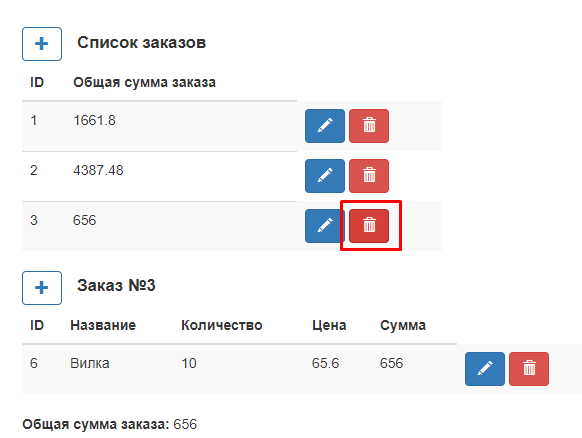 Список заказов
ID Общая сумма заказа
1 1661.8
2 4387.48
3 656
Заказ №3
ID Название Количество Цена Сумма
6 Вилка 10 65.6 656
Общая сумма заказа: 656